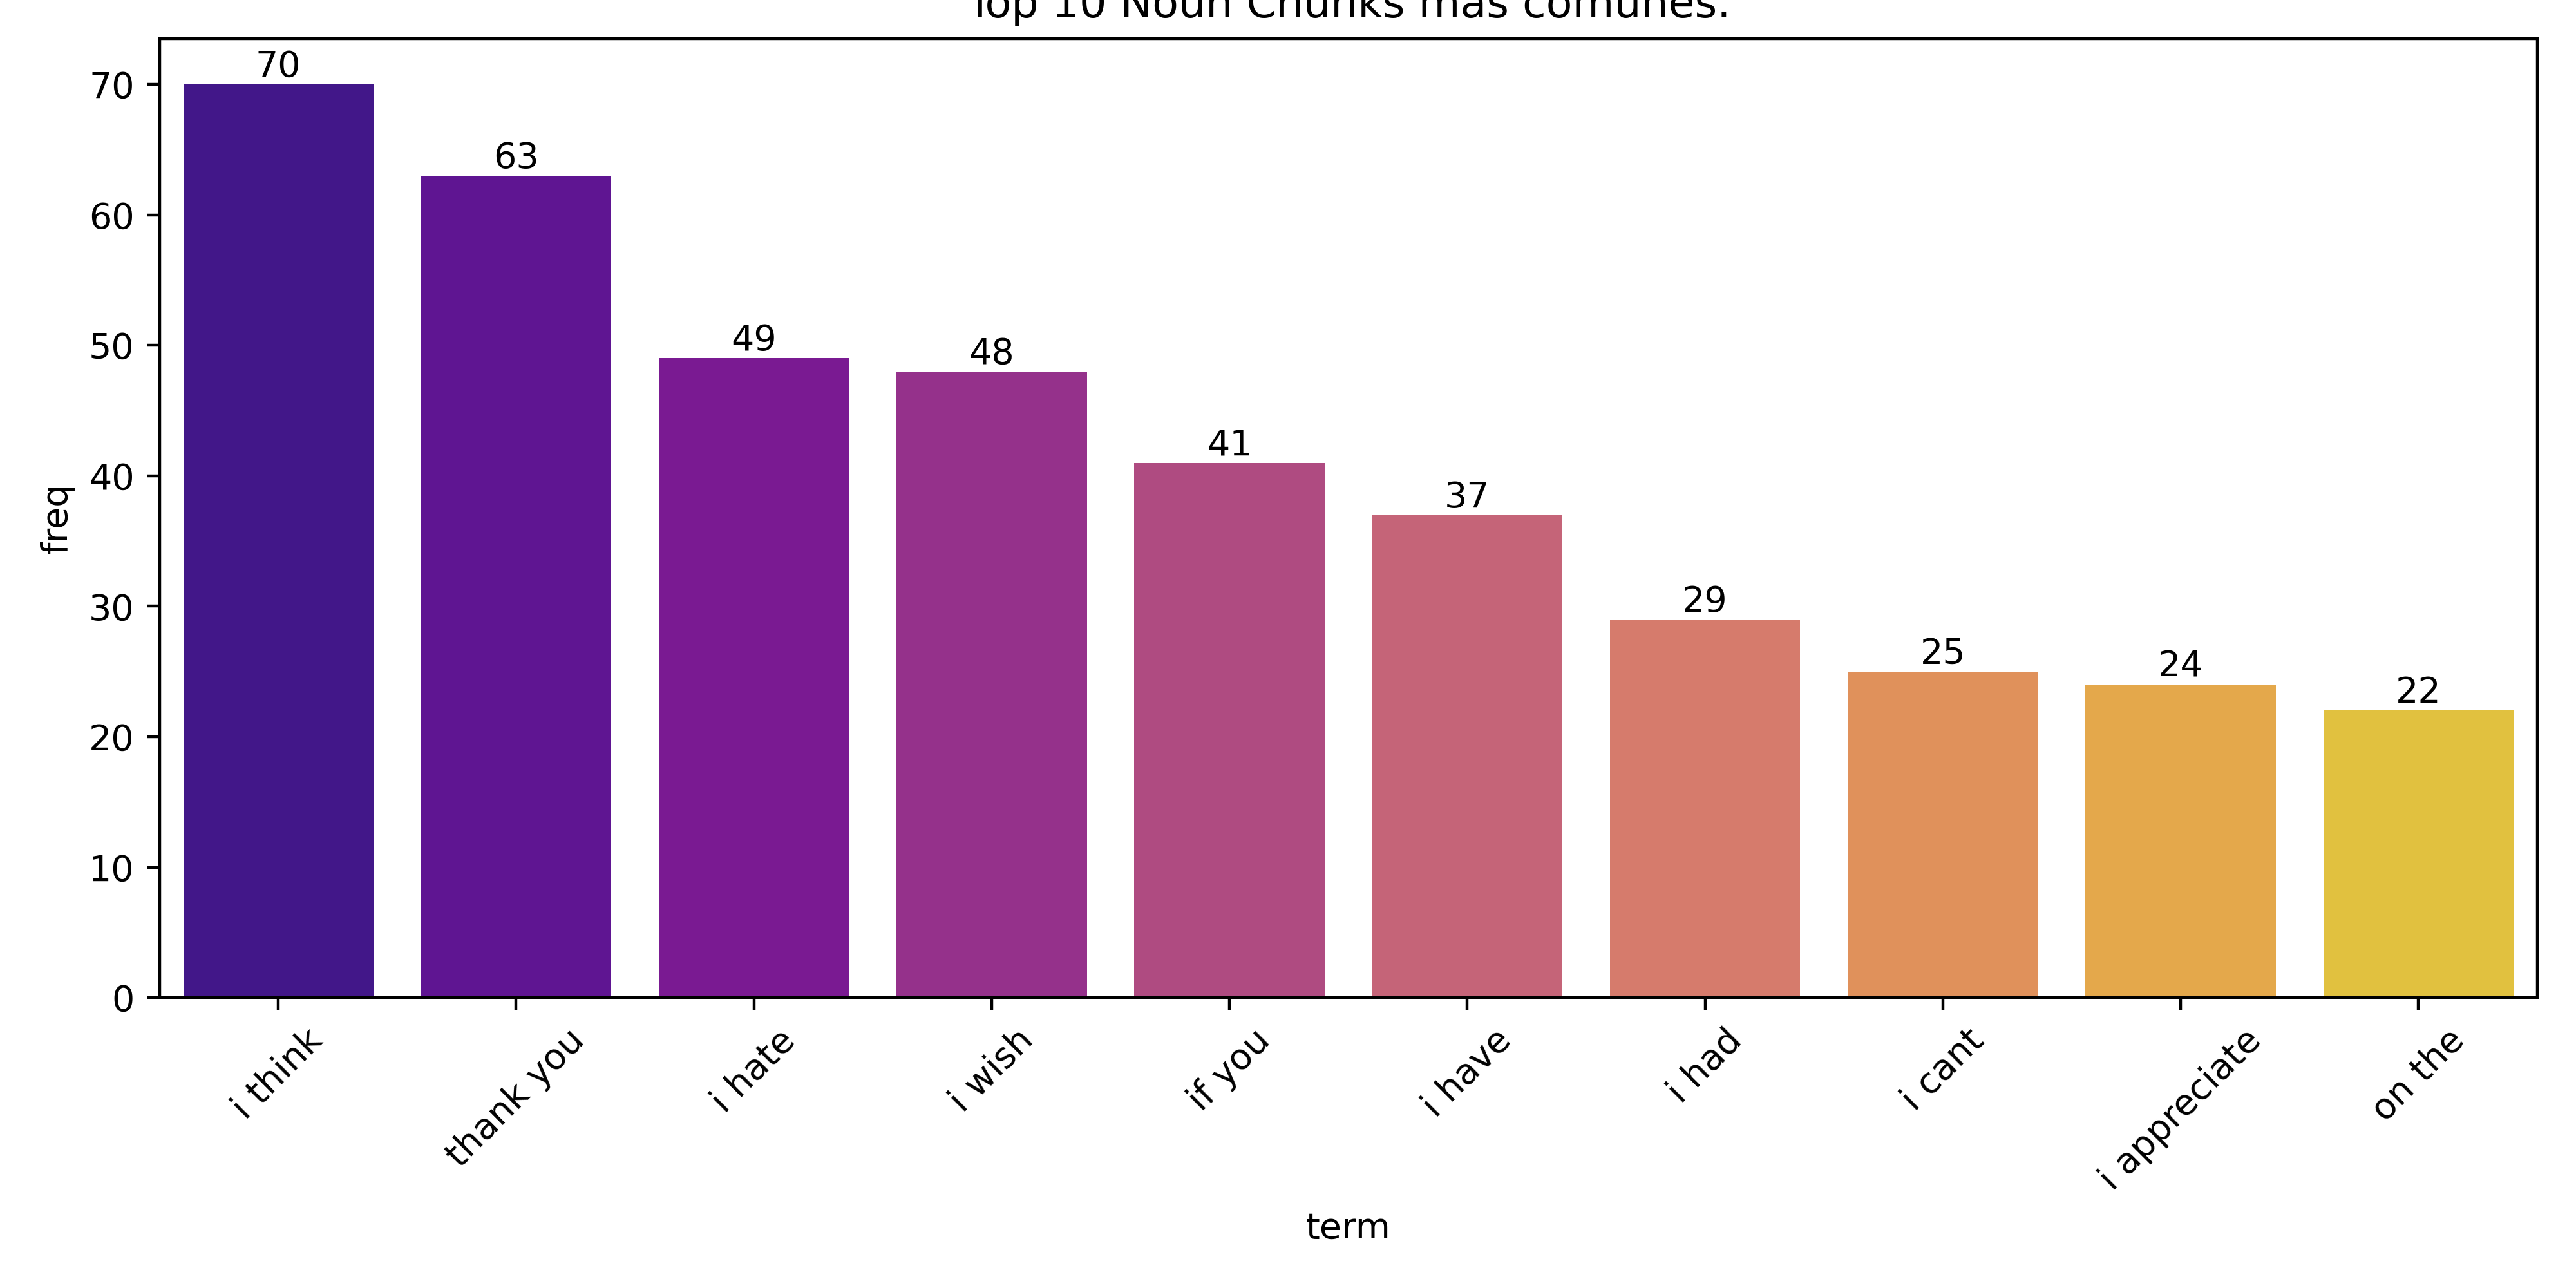 Top 10 Noun Chunks más comunes.
70
63
49
48
41
37
29
25
24
22
70
60
50
40
30
20
10
0
freq
i think
thank you
i hate
i wish
if you
i have
i had
i cant
i appreciate
on the
term